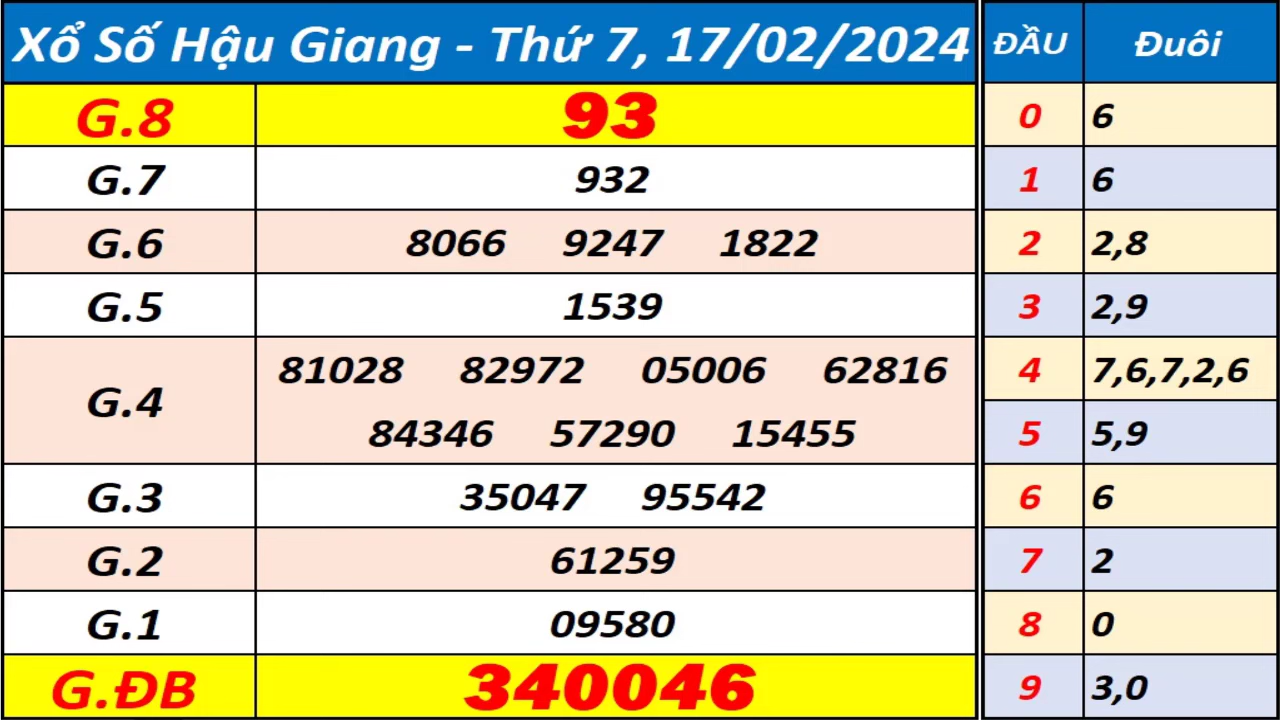 Xổ Số Hậu Giang - Thứ 7, 17/02/2024 ĐẦU Đuôi
G.8 93 0 6
G.7 932 1 6
G.6 8066 9247 1822 2 2,8
G.5 1539 3 2,9
G.4 81028 82972 05006 62816 4 7,6,7,2,6
84346 57290 15455 5 5,9
G.3 35047 95542 6 6
G.2 61259 7 2
G.1 09580 8 0
G.ĐB 340046 9 3,0